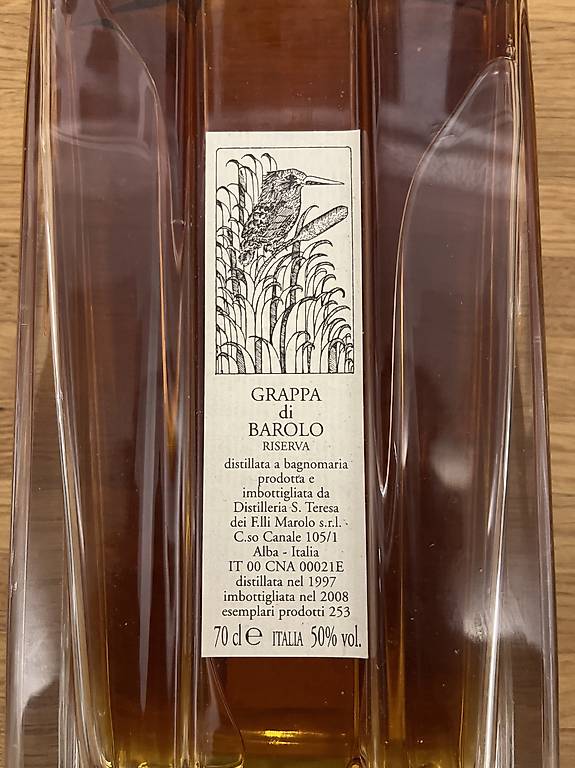 GRAPPA
di
BAROLO
RISERVA
distillata a bagnomaria
prodotta e
imbottigliata da
Distilleria S. Teresa
dei F.lli Marolo s.r.l.
C.so Canale 105/1
Alba - Italia
IT 00 CNA 00021E
distillata nel 1997
imbottigliata nel 2008
esemplari prodotti 253
70 cl e ITALIA 50% vol.